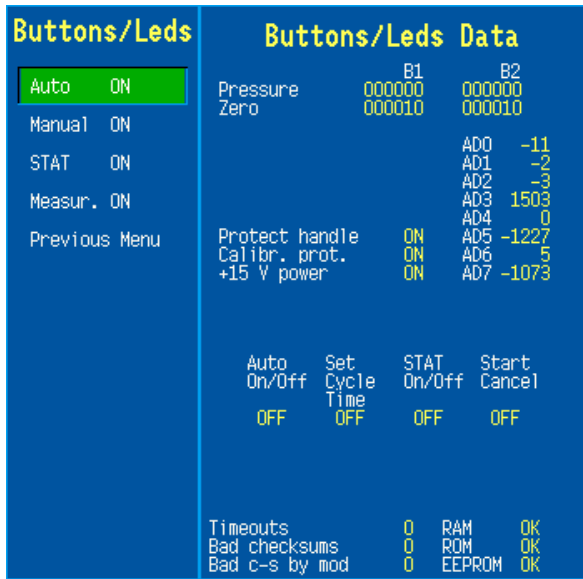 Buttons/Leds
Auto ON
Manual ON
STAT ON
Measur. ON
Previous Menu
Buttons/Leds Data
B1 B2
Pressure 000000 000000
Zero 000010 000010
AD0 -11
AD1 -2
AD2 -3
AD3 1503
AD4 0
Protect handle ON AD5 -1227
Calibr. prot. ON AD6 5
+15 V power ON AD7 -1073
Auto Set STAT Start
On/Off Cycle On/Off Cancel
Time
OFF OFF OFF OFF
Timeouts 0 RAM OK
Bad checksums 0 ROM OK
Bad c-s by mod 0 EEPROM OK